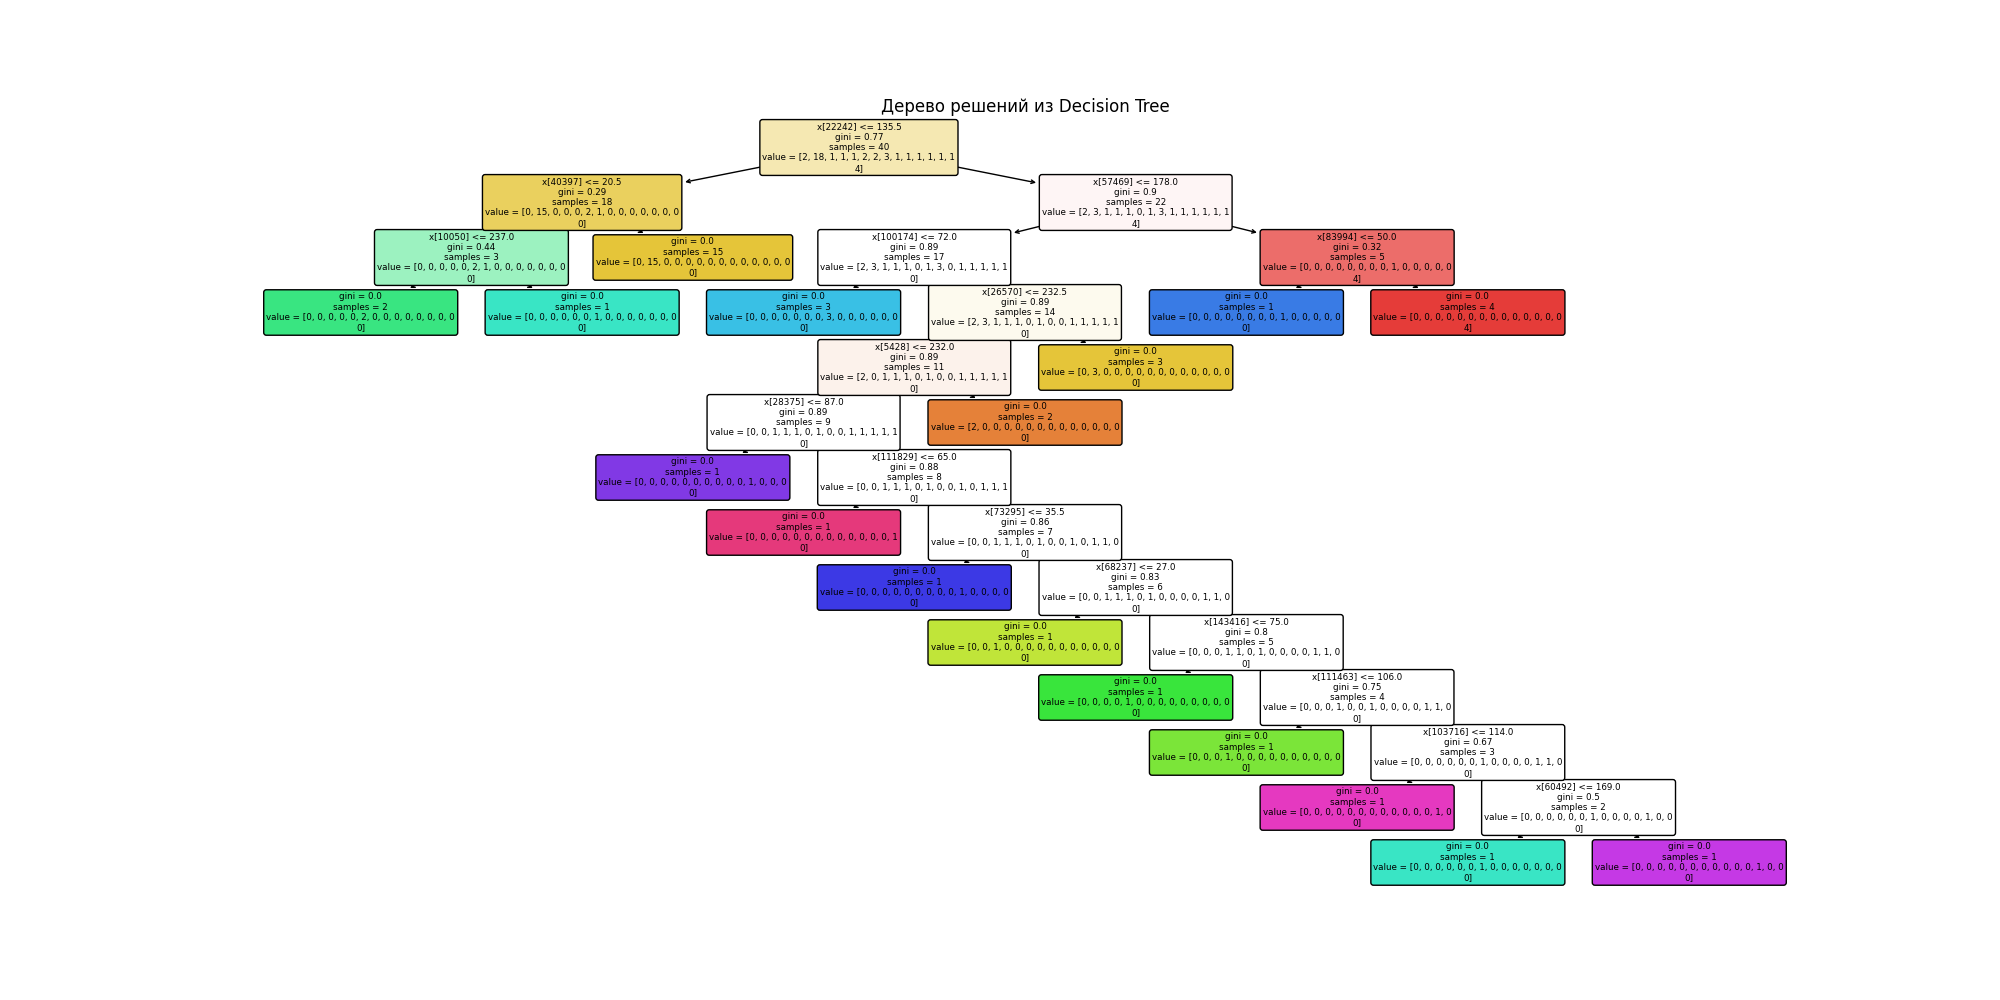 Дерево решений из Decision Tree
x[22242] <= 135.5
gini = 0.77
samples = 40
value = [2, 18, 1, 1, 1, 2, 2, 3, 1, 1, 1, 1, 1, 1
4]
x[40397] <= 20.5
gini = 0.29
samples = 18
value = [0, 15, 0, 0, 0, 2, 1, 0, 0, 0, 0, 0, 0, 0
0]
x[57469] <= 178.0
gini = 0.9
samples = 22
value = [2, 3, 1, 1, 1, 0, 1, 3, 1, 1, 1, 1, 1, 1
4]
x[10050] <= 237.0
gini = 0.44
samples = 3
value = [0, 0, 0, 0, 0, 2, 1, 0, 0, 0, 0, 0, 0, 0
0]
gini = 0.0
samples = 15
value = [0, 15, 0, 0, 0, 0, 0, 0, 0, 0, 0, 0, 0, 0
0]
x[100174] <= 72.0
gini = 0.89
samples = 17
value = [2, 3, 1, 1, 1, 0, 1, 3, 0, 1, 1, 1, 1, 1
0]
x[83994] <= 50.0
gini = 0.32
samples = 5
value = [0, 0, 0, 0, 0, 0, 0, 0, 1, 0, 0, 0, 0, 0
4]
gini = 0.0
samples = 2
value = [0, 0, 0, 0, 0, 2, 0, 0, 0, 0, 0, 0, 0, 0
0]
gini = 0.0
samples = 1
value = [0, 0, 0, 0, 0, 0, 1, 0, 0, 0, 0, 0, 0, 0
0]
gini = 0.0
samples = 3
value = [0, 0, 0, 0, 0, 0, 0, 3, 0, 0, 0, 0, 0, 0
0]
x[26570] <= 232.5
gini = 0.89
samples = 14
value = [2, 3, 1, 1, 1, 0, 1, 0, 0, 1, 1, 1, 1, 1
0]
gini = 0.0
samples = 1
value = [0, 0, 0, 0, 0, 0, 0, 0, 1, 0, 0, 0, 0, 0
0]
gini = 0.0
samples = 4
value = [0, 0, 0, 0, 0, 0, 0, 0, 0, 0, 0, 0, 0, 0
4]
x[5428] <= 232.0
gini = 0.89
samples = 11
value = [2, 0, 1, 1, 1, 0, 1, 0, 0, 1, 1, 1, 1, 1
0]
gini = 0.0
samples = 3
value = [0, 3, 0, 0, 0, 0, 0, 0, 0, 0, 0, 0, 0, 0
0]
x[28375] <= 87.0
gini = 0.89
samples = 9
value = [0, 0, 1, 1, 1, 0, 1, 0, 0, 1, 1, 1, 1, 1
0]
gini = 0.0
samples = 2
value = [2, 0, 0, 0, 0, 0, 0, 0, 0, 0, 0, 0, 0, 0
0]
gini = 0.0
samples = 1
value = [0, 0, 0, 0, 0, 0, 0, 0, 0, 0, 1, 0, 0, 0
0]
x[111829] <= 65.0
gini = 0.88
samples = 8
value = [0, 0, 1, 1, 1, 0, 1, 0, 0, 1, 0, 1, 1, 1
0]
gini = 0.0
samples = 1
value = [0, 0, 0, 0, 0, 0, 0, 0, 0, 0, 0, 0, 0, 1
0]
x[73295] <= 35.5
gini = 0.86
samples = 7
value = [0, 0, 1, 1, 1, 0, 1, 0, 0, 1, 0, 1, 1, 0
0]
gini = 0.0
samples = 1
value = [0, 0, 0, 0, 0, 0, 0, 0, 0, 1, 0, 0, 0, 0
0]
x[68237] <= 27.0
gini = 0.83
samples = 6
value = [0, 0, 1, 1, 1, 0, 1, 0, 0, 0, 0, 1, 1, 0
0]
gini = 0.0
samples = 1
value = [0, 0, 1, 0, 0, 0, 0, 0, 0, 0, 0, 0, 0, 0
0]
x[143416] <= 75.0
gini = 0.8
samples = 5
value = [0, 0, 0, 1, 1, 0, 1, 0, 0, 0, 0, 1, 1, 0
0]
gini = 0.0
samples = 1
value = [0, 0, 0, 0, 1, 0, 0, 0, 0, 0, 0, 0, 0, 0
0]
x[111463] <= 106.0
gini = 0.75
samples = 4
value = [0, 0, 0, 1, 0, 0, 1, 0, 0, 0, 0, 1, 1, 0
0]
gini = 0.0
samples = 1
value = [0, 0, 0, 1, 0, 0, 0, 0, 0, 0, 0, 0, 0, 0
0]
x[103716] <= 114.0
gini = 0.67
samples = 3
value = [0, 0, 0, 0, 0, 0, 1, 0, 0, 0, 0, 1, 1, 0
0]
gini = 0.0
samples = 1
value = [0, 0, 0, 0, 0, 0, 0, 0, 0, 0, 0, 0, 1, 0
0]
x[60492] <= 169.0
gini = 0.5
samples = 2
value = [0, 0, 0, 0, 0, 0, 1, 0, 0, 0, 0, 1, 0, 0
0]
gini = 0.0
samples = 1
value = [0, 0, 0, 0, 0, 0, 1, 0, 0, 0, 0, 0, 0, 0
0]
gini = 0.0
samples = 1
value = [0, 0, 0, 0, 0, 0, 0, 0, 0, 0, 0, 1, 0, 0
0]